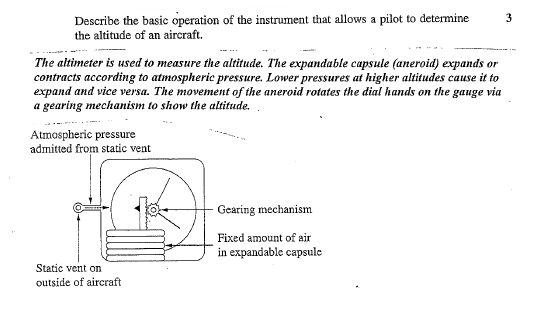 Describe the basic operation of the instrument that allows a pilot to determine 3
the altitude of an aircraft.
The altimeter is used to measure the altitude. The expandable capsule (aneroid) expands or
contracts according to atmospheric pressure. Lower pressures at higher altitudes cause it to
expand and vice versa. The movement of the aneroid rotates the dial hands on the gauge via
a gearing mechanism to show the altitude.
Atmospheric pressure
admitted from static vent
Gearing mechanism
Fixed amount of air
in expandable capsule
Static vent on
outside of aircraft